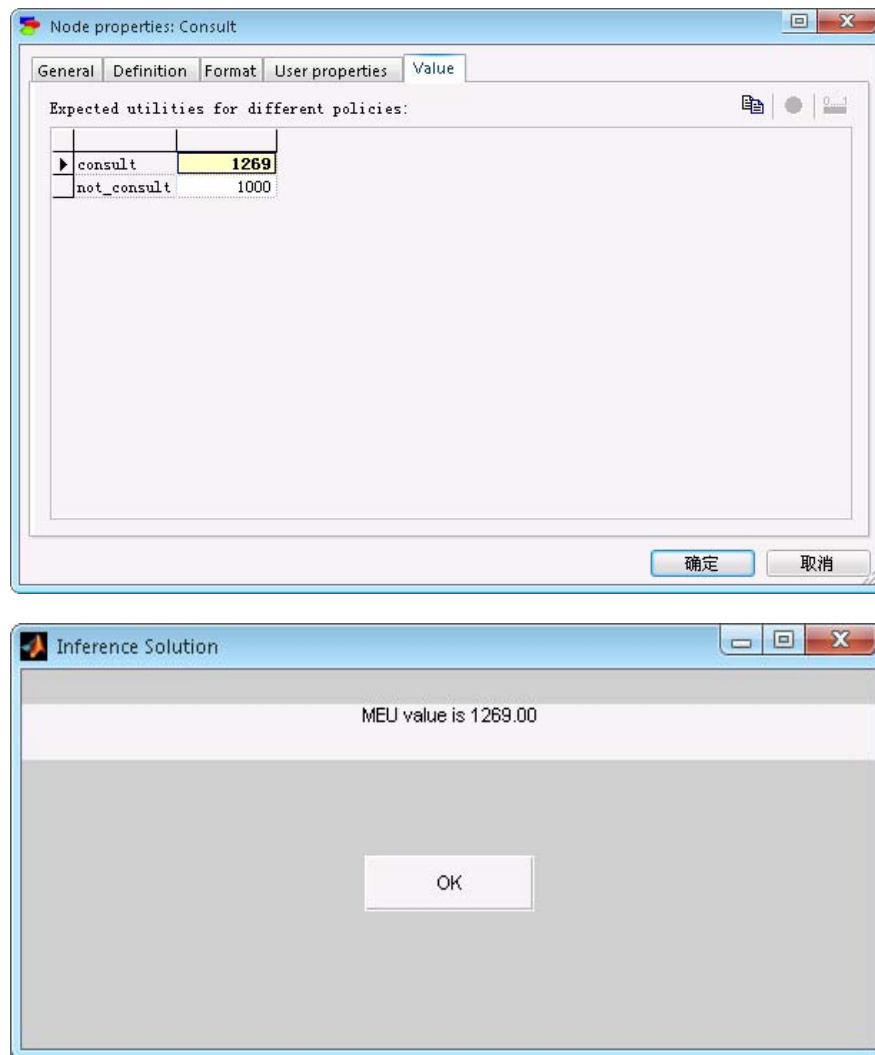 Node properties: Consult
General Definition Format User properties Value
Expected utilities for different policies:
consult 1269
not_consult 1000
确定 取消
Inference Solution
MEU value is 1269.00
OK